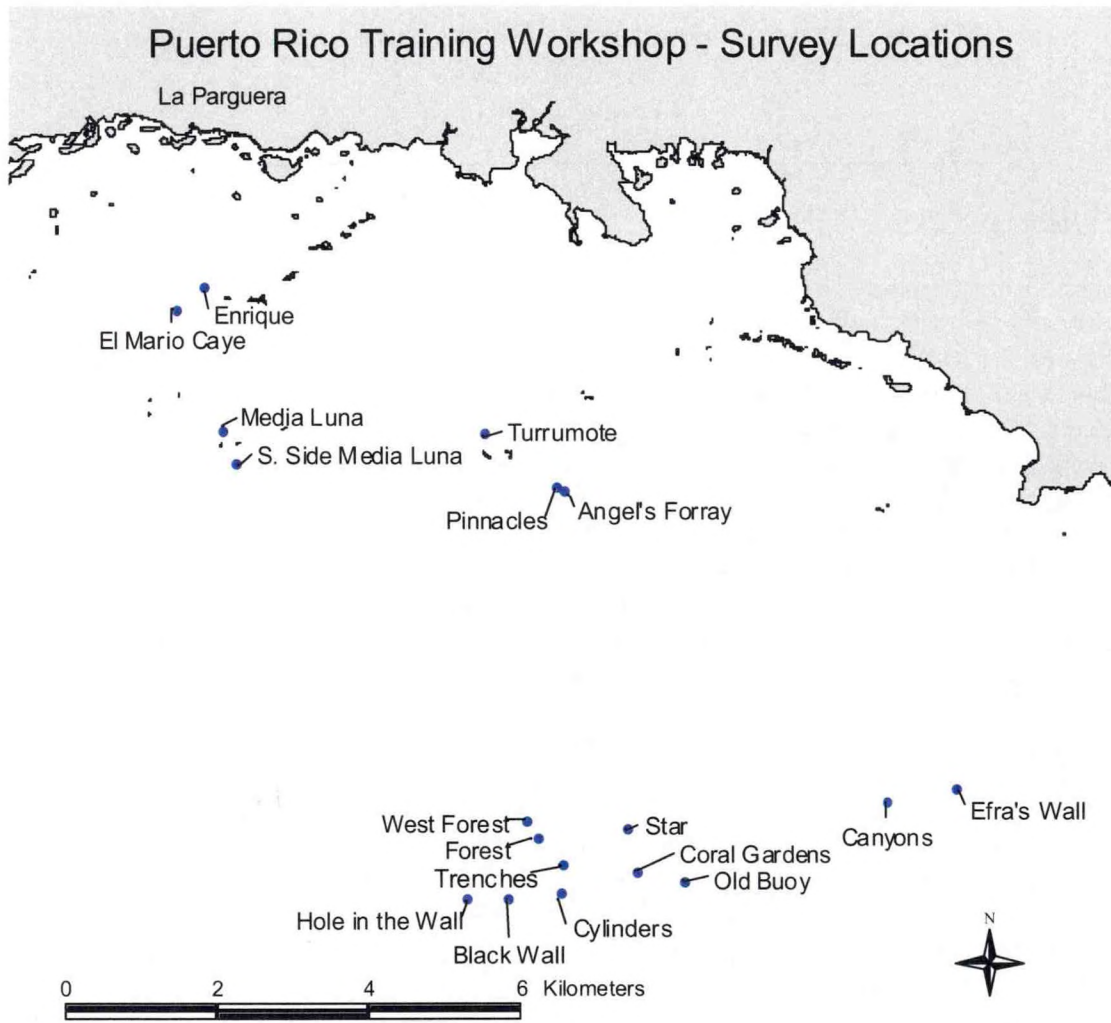 Puerto Rico Training Workshop - Survey Locations
La Parguera
Enrique
El Mario Caye
Media Luna
Turrumote
S. Side Media Luna
Pinnacles
Angel's Forray
Efra's Wall
West Forest
Star
Canyons
Forest
Coral Gardens
Trenches
Old Buoy
Hole in the Wall
Cylinders
Black Wall
N
0 2 4 6 Kilometers